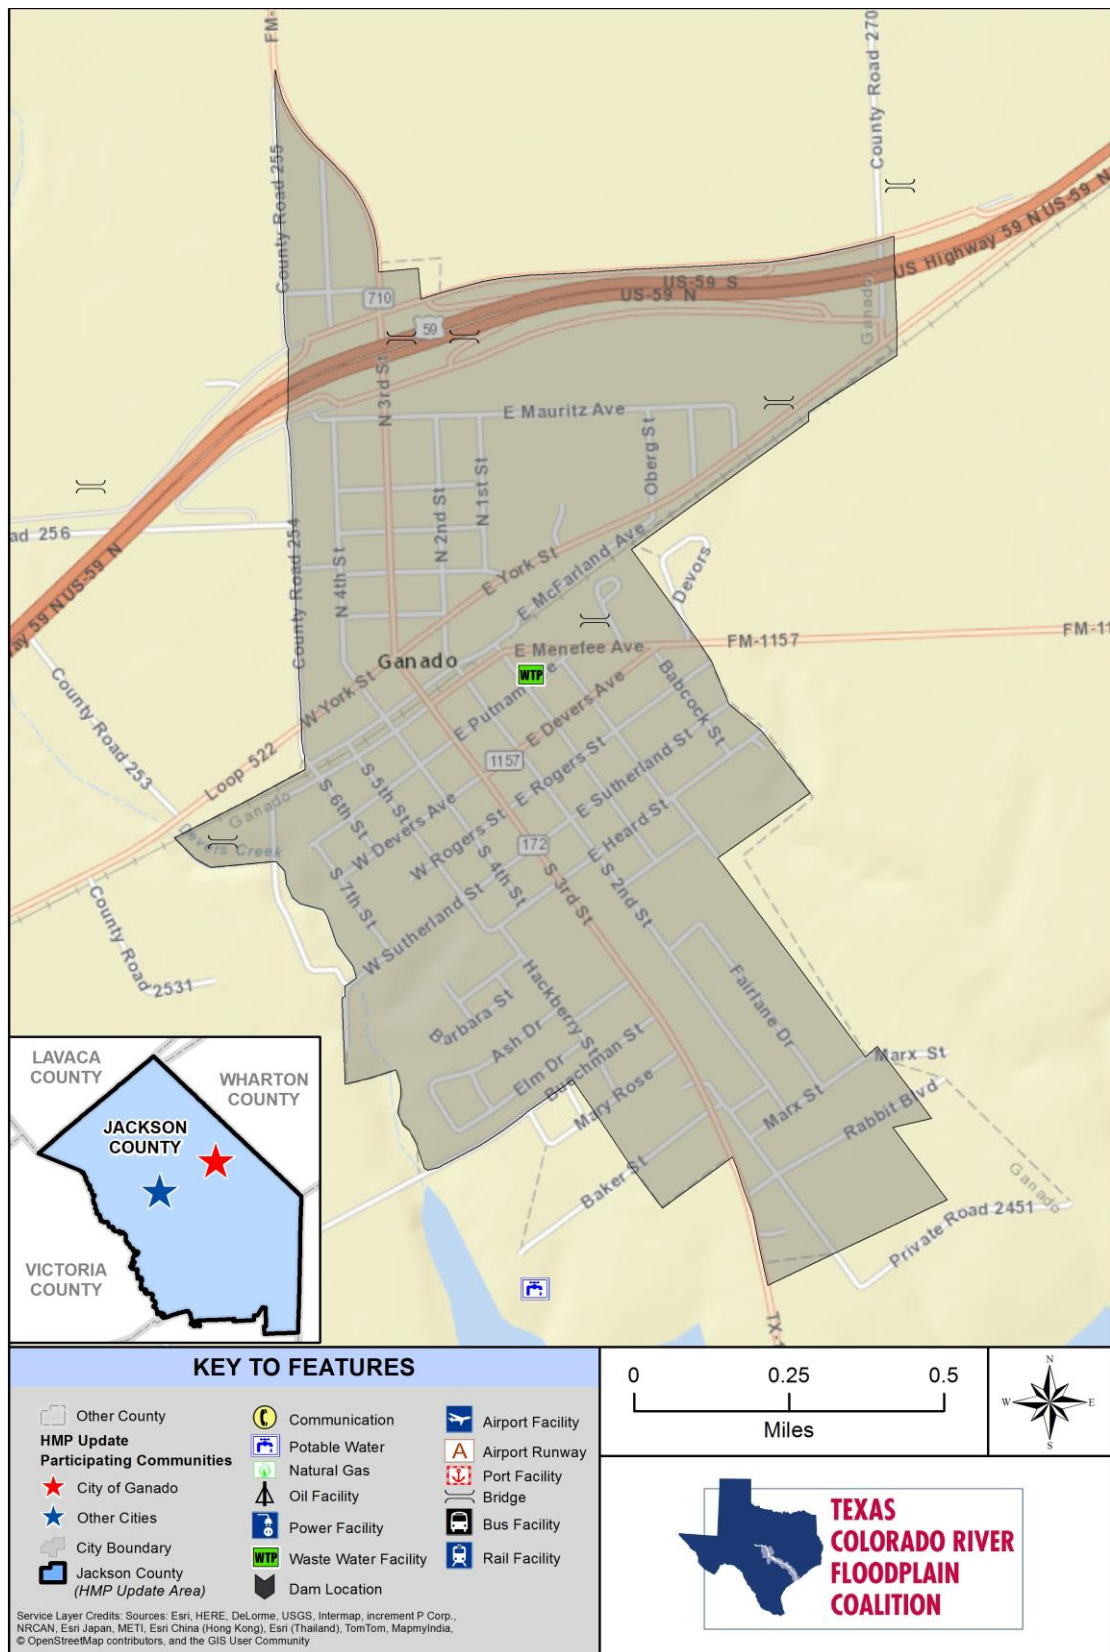 FM-
County Road 270
County Road 255
US Highway 59 N US-59 N
US-59 S
US-59 N
710
59
Ganado
N 3rd St
E Mauritz Ave
Oberg St
N 1st St
N 2nd St
ad 256
County Road 254
N 4th St
E York St
E McFarland Ave
Devors
ay 59 N US-59 N
E Menefee Ave
FM-1157
FM-11
Ganado
WTP
W York St
E Putnam
e
Babcock St
E Devers Ave
County Road 253
Loop 522
1157
E Rogers St
E Sutherland St
S 5th St
S 6th St
Ganado
W Devers Ave
W Rogers St
E Heard St
Devers Creek
172
S 4th St
S 3rd St
S 2nd St
S 7th St
W Sutherland St
County Road 2531
Hackberry St
Fairlane Dr
Barbara St
Ash Dr
Elm Dr
Buschman St
Mary Rose
Marx St
Marx St
Rabbit Blvd
Baker St
Ganado
Private Road 2451
TX-
LAVACA
COUNTY
WHARTON
COUNTY
JACKSON
COUNTY
VICTORIA
COUNTY
KEY TO FEATURES
Other County
HMP Update
Participating Communities
City of Ganado
Other Cities
City Boundary
Jackson County
(HMP Update Area)
Communication
Potable Water
Natural Gas
Oil Facility
Power Facility
WTP Waste Water Facility
Dam Location
Airport Facility
A Airport Runway
Port Facility
Bridge
Bus Facility
Rail Facility
Service Layer Credits: Sources: Esri, HERE, DeLorme, USGS, Intermap, increment P Corp.,
NRCAN, Esri Japan, METI, Esri China (Hong Kong), Esri (Thailand), TomTom, MapmyIndia,
© OpenStreetMap contributors, and the GIS User Community
0 0.25 0.5
Miles
N
W E
S
TEXAS
COLORADO RIVER
FLOODPLAIN
COALITION